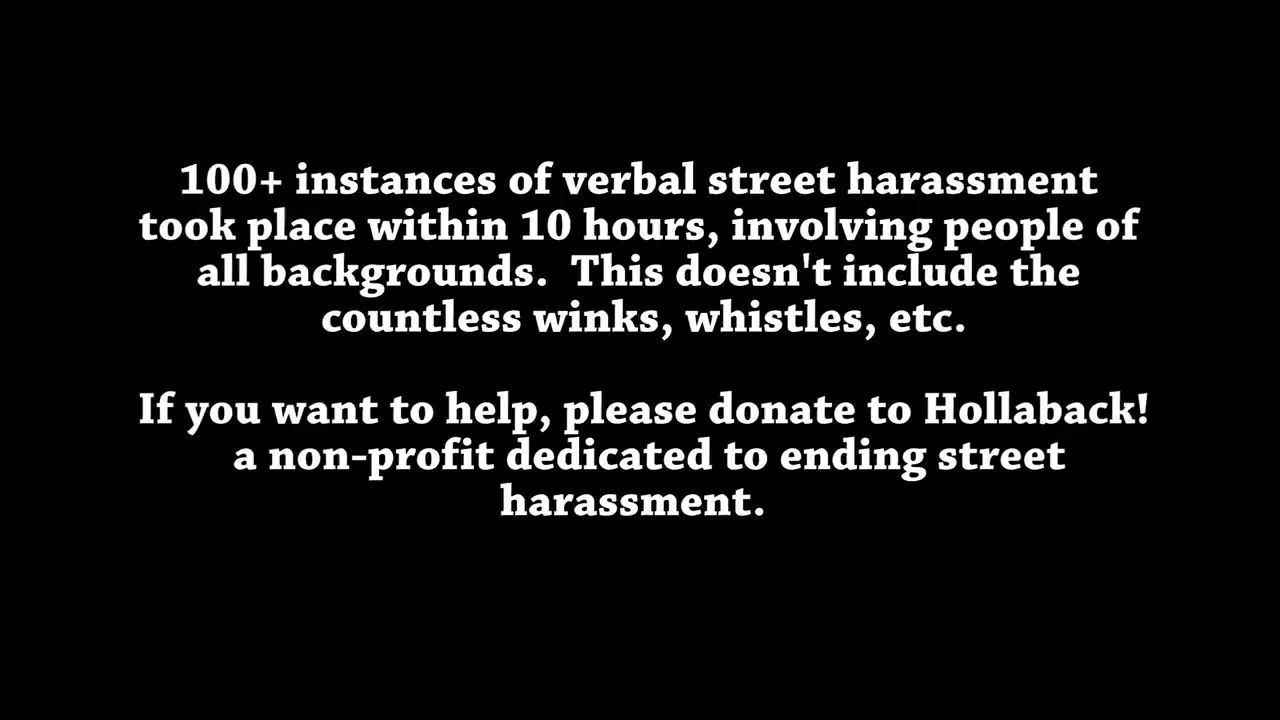 100+ instances of verbal street harassment
took place within 10 hours, involving people of
all backgrounds.  This doesn't include the
countless winks, whistles, etc.
If you want to help, please donate to Hollaback!
a non-profit dedicated to ending street
harassment.